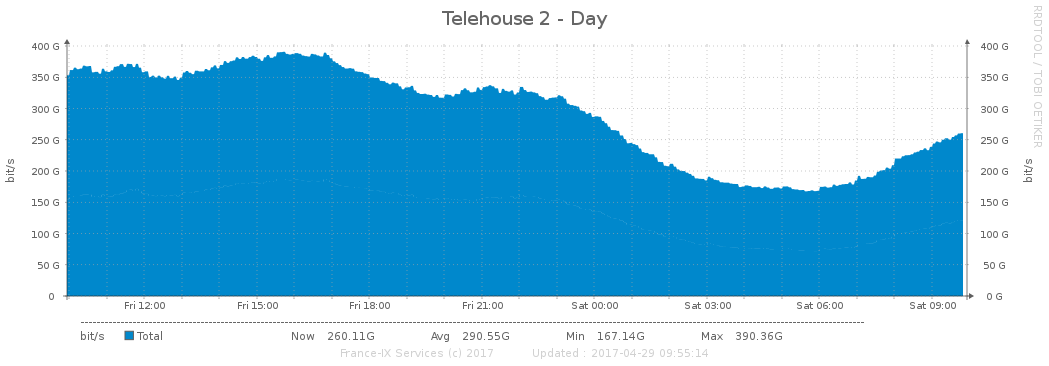 Telehouse 2 - Day
RRDTOOL / TOBI OETIKER
400 G 400 G
350 G 350 G
300 G 300 G
250 G 250 G
200 G 200 G
150 G 150 G
100 G 100 G
50 G 50 G
0 0 G
bit/s bit/s
Fri 12:00 Fri 15:00 Fri 18:00 Fri 21:00 Sat 00:00 Sat 03:00 Sat 06:00 Sat 09:00
bit/s Total Now 260.11G Avg 290.55G Min 167.14G Max 390.36G
France-IX Services (c) 2017 Updated : 2017-04-29 09:55:14